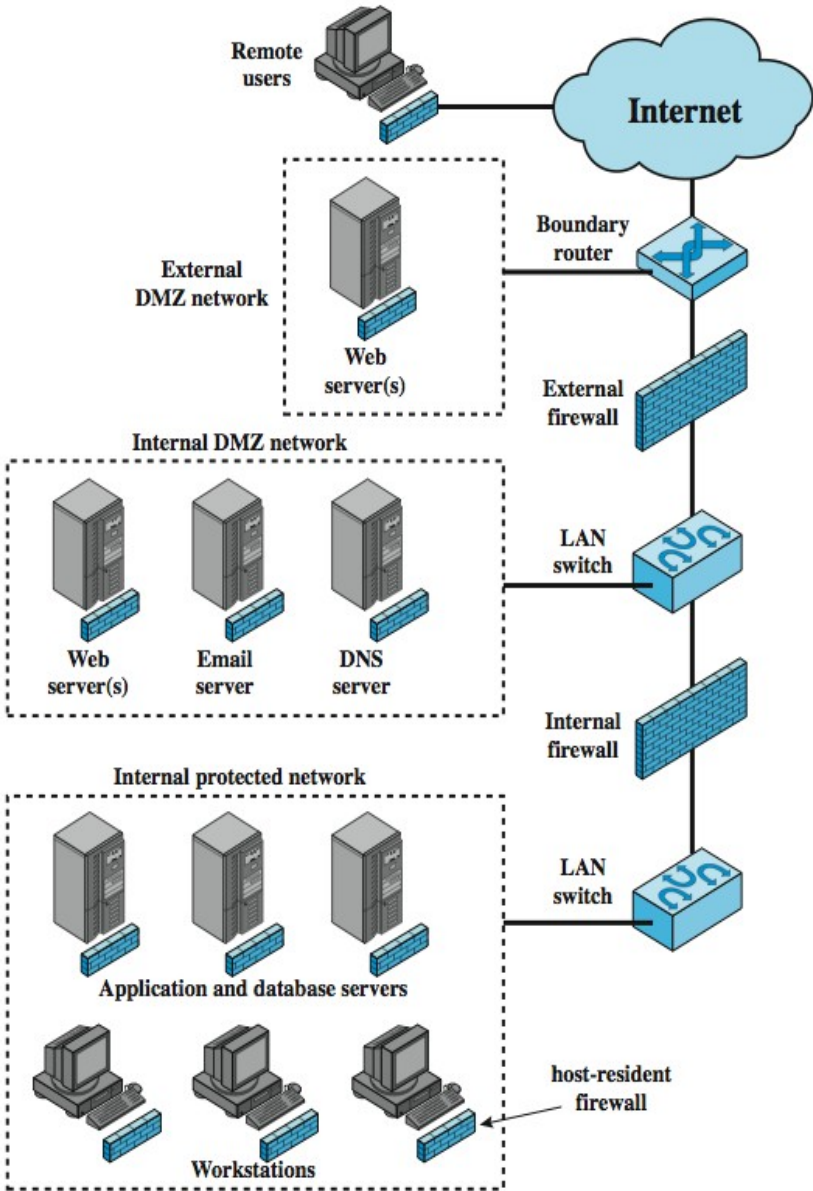 Remote
users
Internet
Boundary
router
External
DMZ network
Web
server(s)
External
firewall
Internal DMZ network
LAN
switch
Web
server(s)
Email
server
DNS
server
Internal
firewall
Internal protected network
LAN
switch
Application and database servers
host-resident
firewall
Workstations